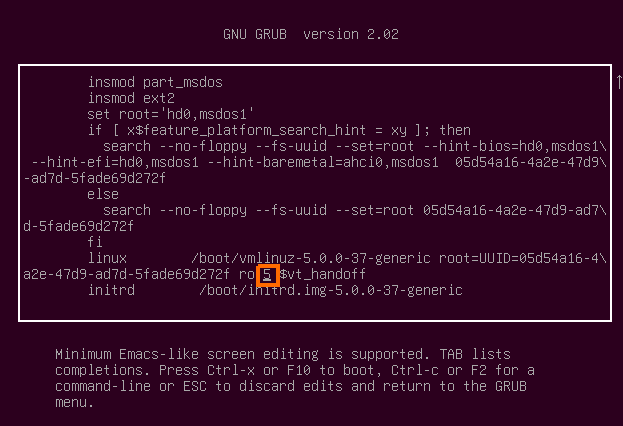 GNU GRUB version 2.02
insmod part_msdos
insmod ext2
set root='hd0,msdos1'
if [ x$feature_platform_search_hint = xy ]; then
search --no-floppy --fs-uuid --set=root --hint-bios=hd0,msdos1\
--hint-efi=hd0,msdos1 --hint-baremetal=ahci0,msdos1 05d54a16-4a2e-47d9\
-ad7d-5fade69d272f
else
search --no-floppy --fs-uuid --set=root 05d54a16-4a2e-47d9-ad7\
d-5fade69d272f
fi
linux /boot/vmlinuz-5.0.0-37-generic root=UUID=05d54a16-4\
a2e-47d9-ad7d-5fade69d272f ro 5 $vt_handoff
initrd /boot/initrd.img-5.0.0-37-generic
Minimum Emacs-like screen editing is supported. TAB lists
completions. Press Ctrl-x or F10 to boot, Ctrl-c or F2 for a
command-line or ESC to discard edits and return to the GRUB
menu.